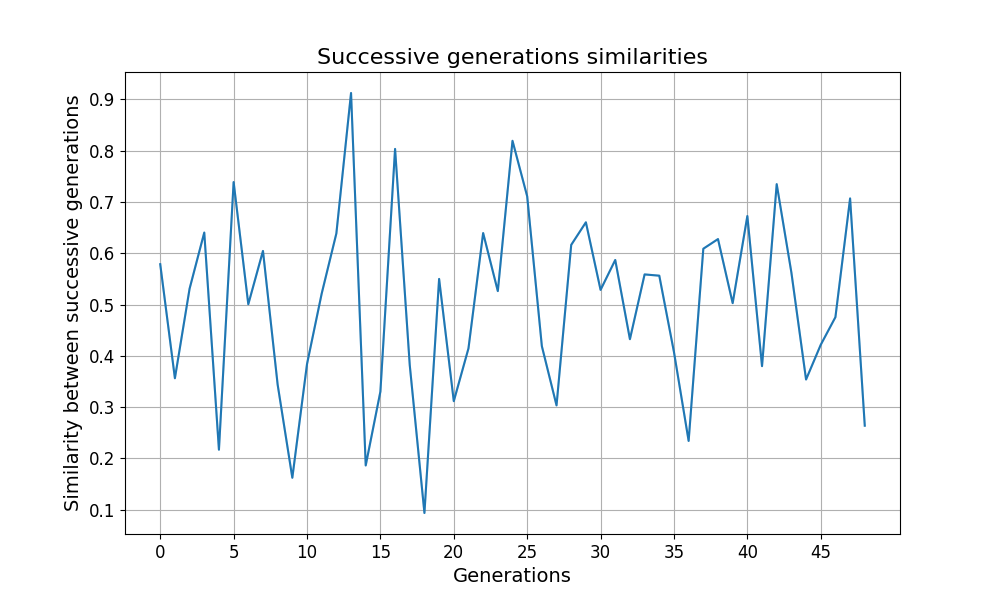 Successive generations similarities
Similarity between successive generations
0.9
0.8
0.7
0.6
0.5
0.4
0.3
0.2
0.1
0 5 10 15 20 25 30 35 40 45
Generations